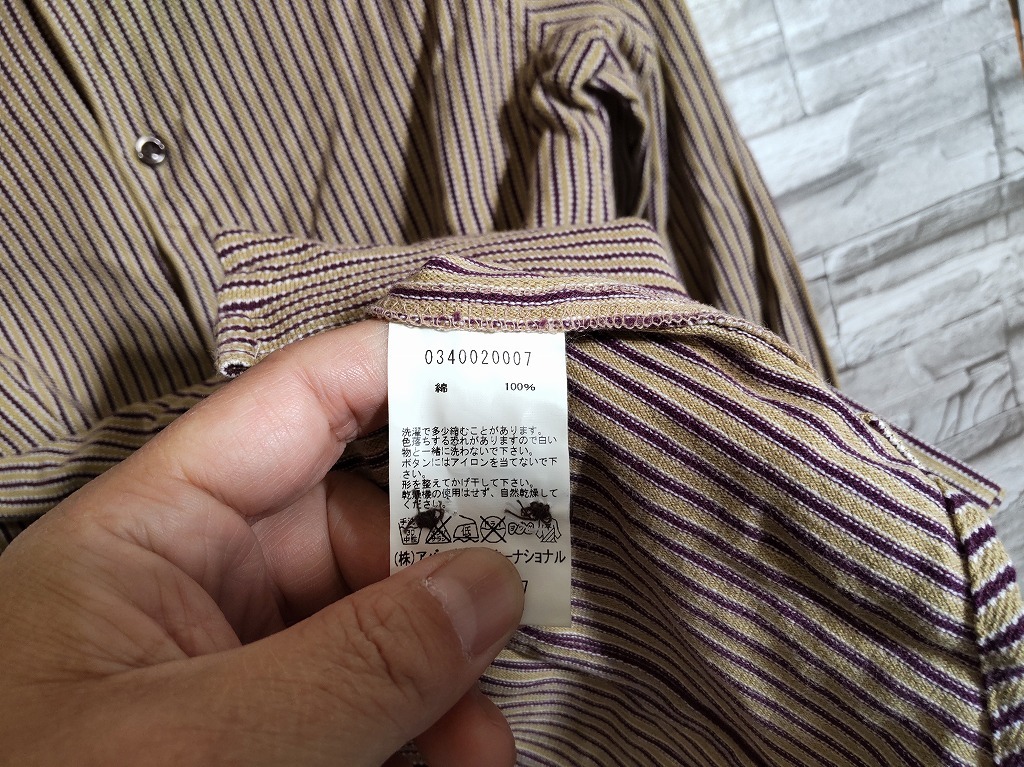 0340020007
綿 100%
洗濯で多少縮むことがあります。
色落ちする恐れがありますので白い
物と一緒に洗わないで下さい。
ボタンにはアイロンを当てないで下
さい。
形を整えてかげ干して下さい。
乾燥機の使用はせず、自然乾燥して
ください。
低
(株)ア ーナショナル
7